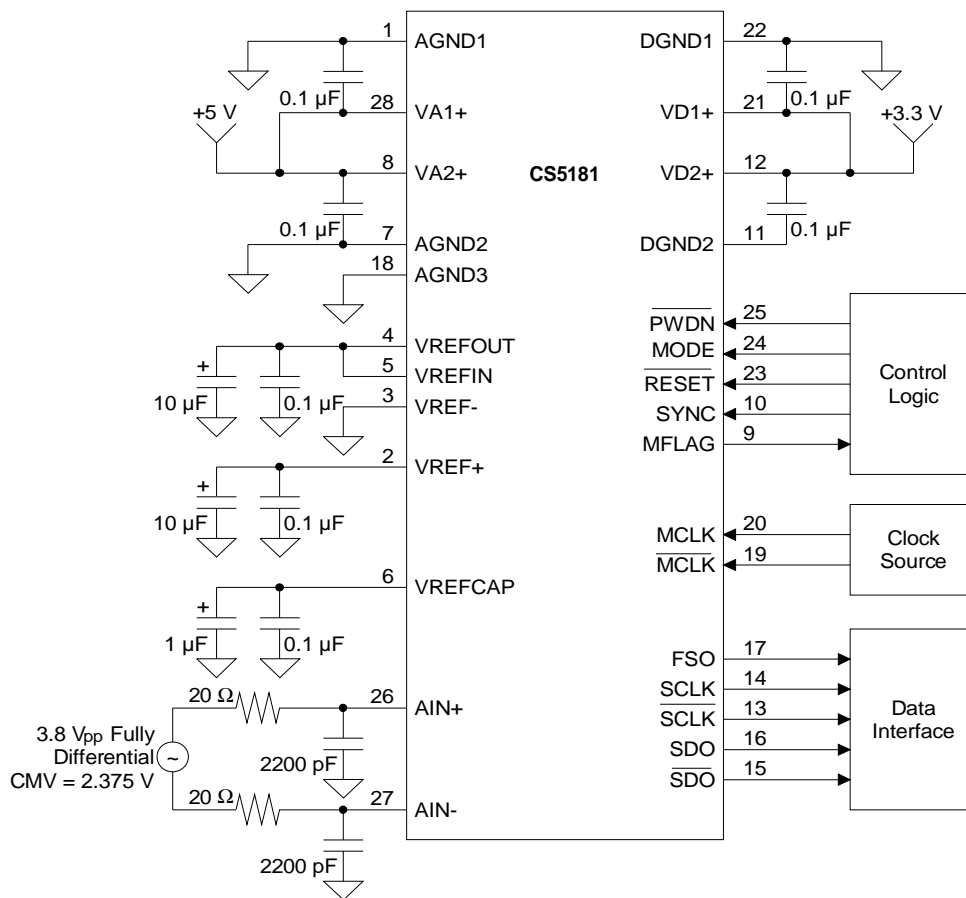 1 AGND1
DGND1 22
0.1 µF
0.1 µF
+5 V
28 VA1+
VD1+ 21
+3.3 V
8 VA2+
CS5181
VD2+ 12
0.1 µF
0.1 µF
7 AGND2
DGND2 11
18 AGND3
4 VREFOUT
5 VREFIN
3 VREF-
+
10 µF
0.1 µF
2 VREF+
+
10 µF
0.1 µF
6 VREFCAP
+
1 µF
0.1 µF
20 Ω
26 AIN+
3.8 Vpp Fully
Differential
CMV = 2.375 V
~
2200 pF
20 Ω
27 AIN-
2200 pF
PWDN 25
MODE 24
RESET 23
SYNC 10
MFLAG 9
Control
Logic
MCLK 20
MCLK 19
Clock
Source
FSO 17
SCLK 14
SCLK 13
SDO 16
SDO 15
Data
Interface